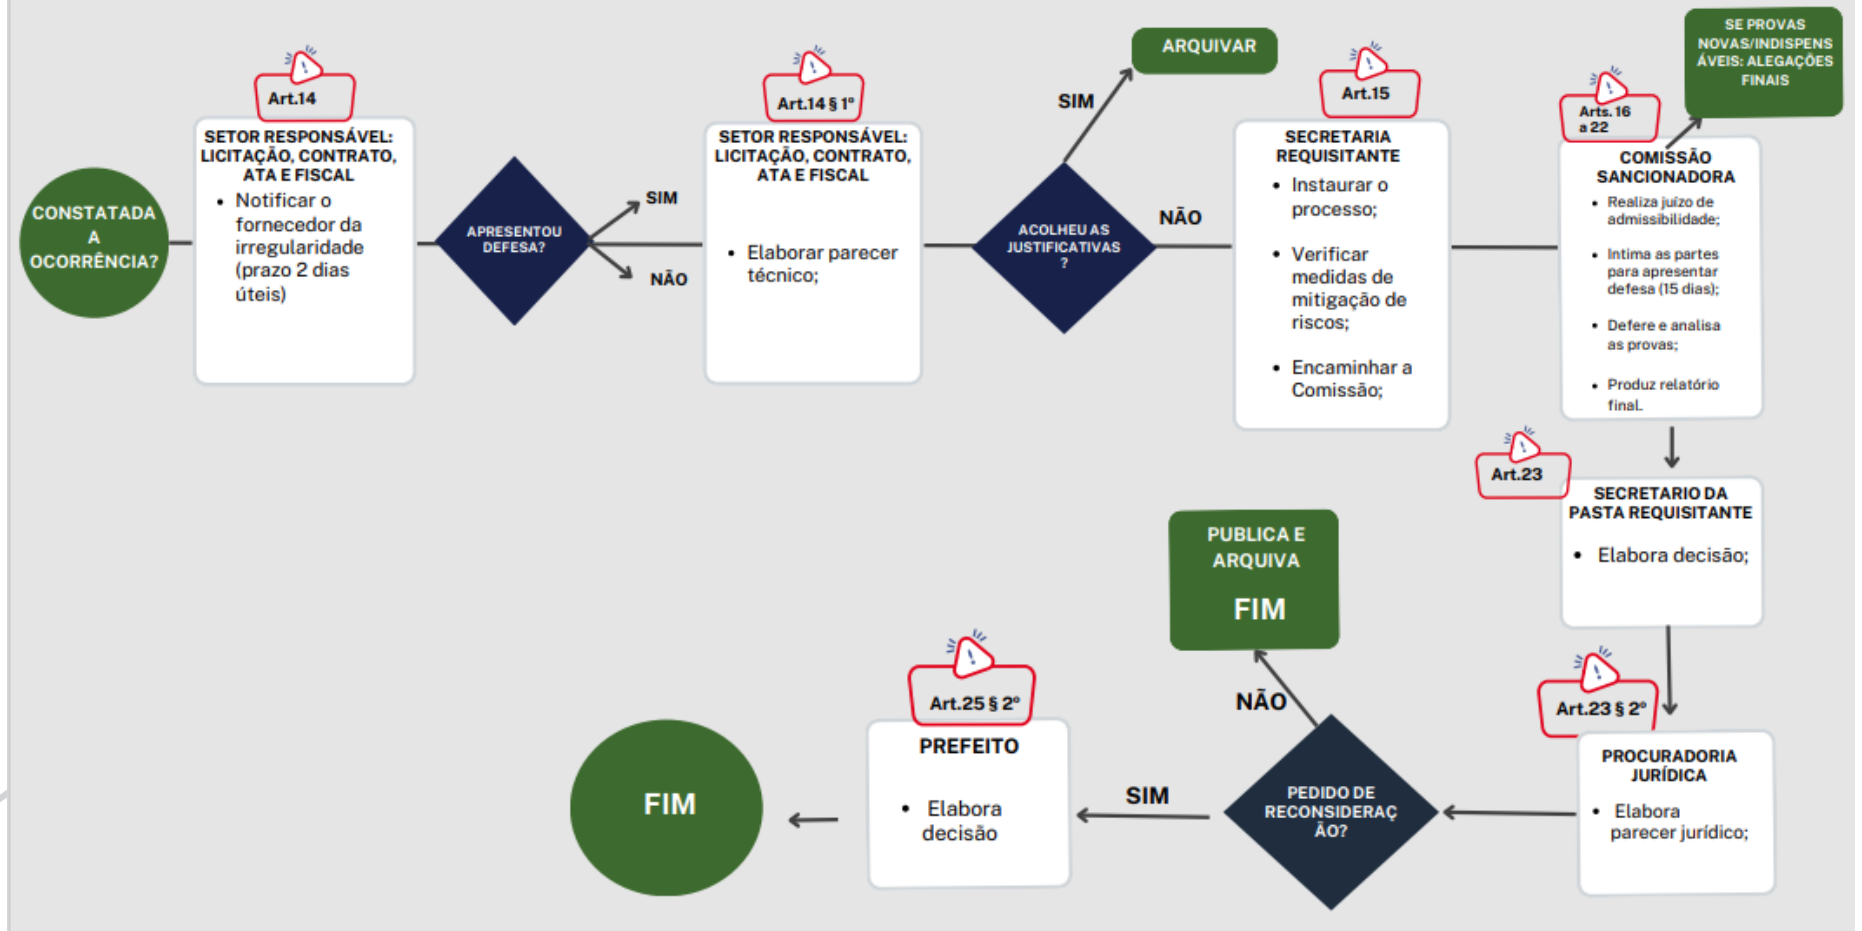 CONSTATADA
A
OCORRÊNCIA?
Art.14
SETOR RESPONSÁVEL:
LICITAÇÃO, CONTRATO,
ATA E FISCAL
• Notificar o
fornecedor da
irregularidade
(prazo 2 dias
úteis)
APRESENTOU
DEFESA?
SIM
NÃO
Art.14 § 1º
SETOR RESPONSÁVEL:
LICITAÇÃO, CONTRATO,
ATA E FISCAL
• Elaborar parecer
técnico;
ACOLHEU AS
JUSTIFICATIVAS
?
SIM
ARQUIVAR
NÃO
Art.15
SECRETARIA
REQUISITANTE
• Instaurar o
processo;
• Verificar
medidas de
mitigação de
riscos;
• Encaminhar a
Comissão;
Arts. 16
a 22
SE PROVAS
NOVAS/INDISPENS
ÁVEIS: ALEGAÇÕES
FINAIS
COMISSÃO
SANCIONADORA
• Realiza juízo de
admissibilidade;
• Intima as partes
para apresentar
defesa (15 dias);
• Defere e analisa
as provas;
• Produz relatório
final.
Art.23
SECRETARIO DA
PASTA REQUISITANTE
• Elabora decisão;
Art.23 § 2º
PROCURADORIA
JURÍDICA
• Elabora
parecer jurídico;
PEDIDO DE
RECONSIDERAÇ
ÃO?
NÃO
PUBLICA E
ARQUIVA
FIM
SIM
Art.25 § 2º
PREFEITO
• Elabora
decisão
FIM